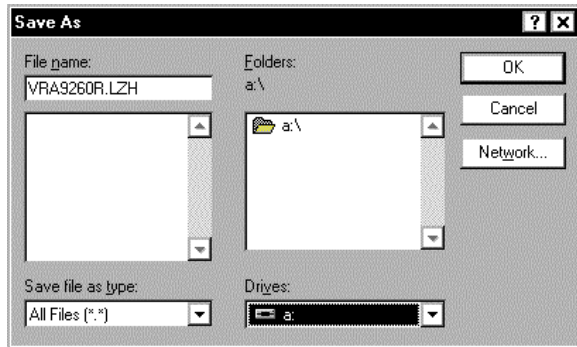 Save As
File name:
VRA9260R.LZH
Folders:
a:\
a:\
OK
Cancel
Network...
Save file as type:
All Files (*.*)
Drives:
a: